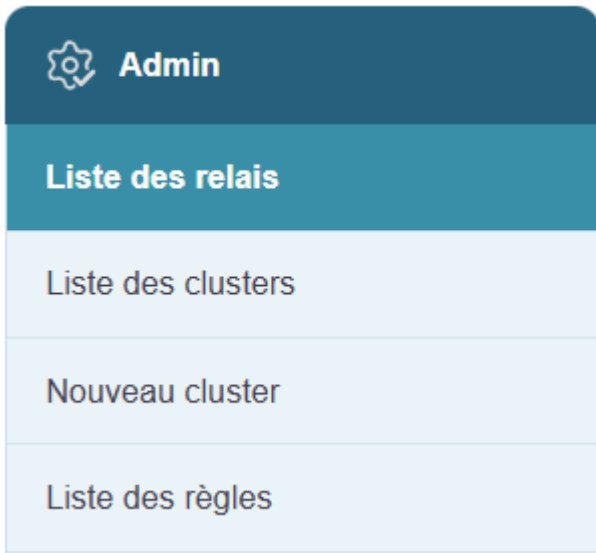 Admin
Liste des relais
Liste des clusters
Nouveau cluster
Liste des règles